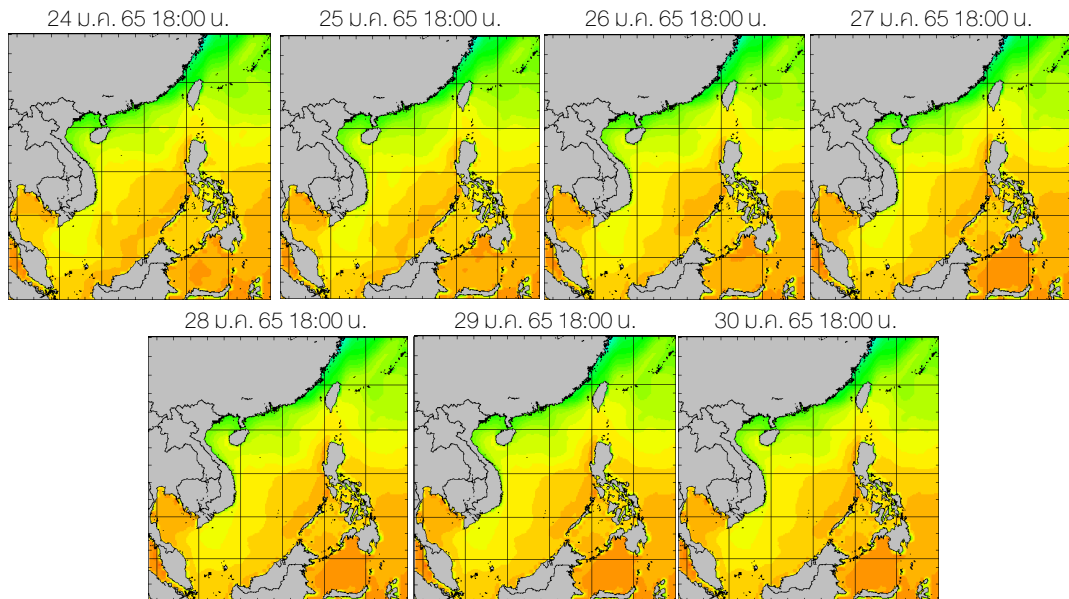 24 ม.ค. 65 18:00 น.
25 ม.ค. 65 18:00 น.
26 ม.ค. 65 18:00 น.
27 ม.ค. 65 18:00 น.
28 ม.ค. 65 18:00 น.
29 ม.ค. 65 18:00 น.
30 ม.ค. 65 18:00 น.